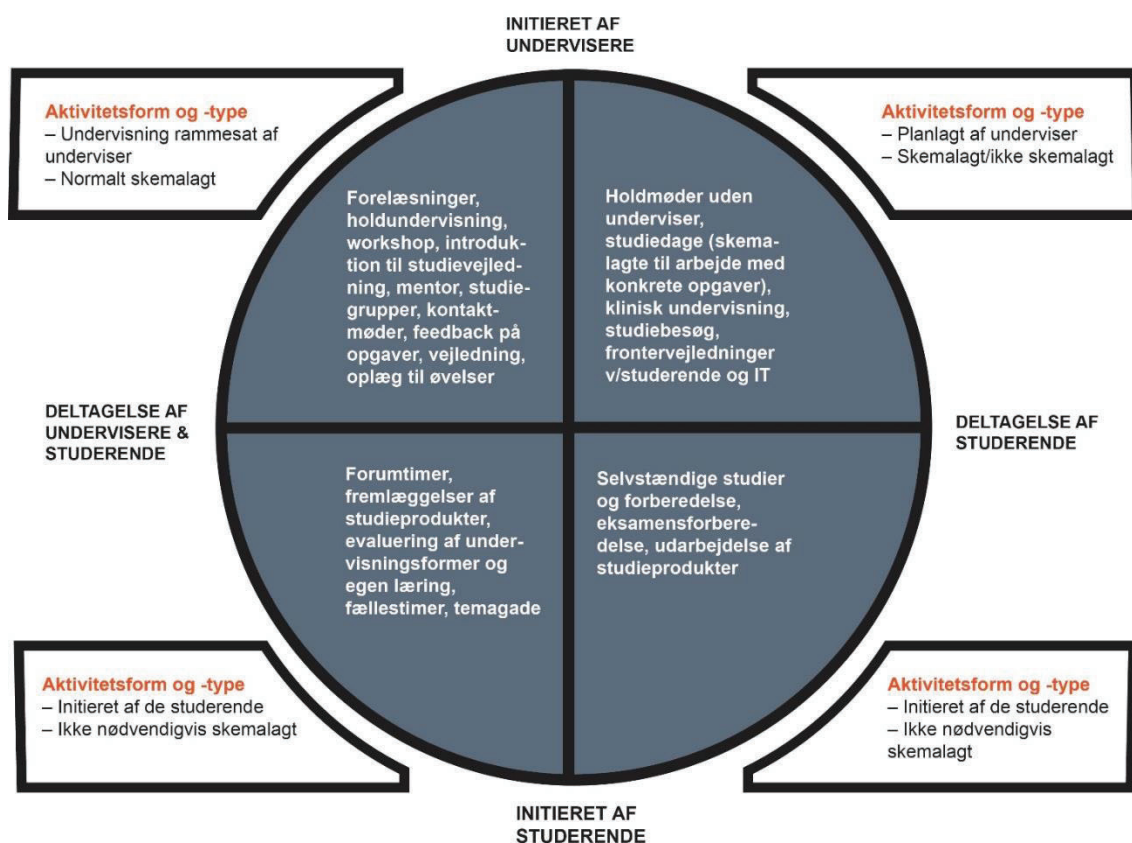 INITIERET AF
UNDERVISERE
Aktivitetsform og -type
– Undervisning rammesat af
underviser
– Normalt skemalagt
Aktivitetsform og -type
– Planlagt af underviser
– Skemalagt/ikke skemalagt
Forelæsninger,
holdundervisning,
workshop, introduk-
tion til studievejled-
ning, mentor, studie-
grupper, kontakt-
møder, feedback på
opgaver, vejledning,
oplæg til øvelser
Holdmøder uden
underviser,
studiedage (skema-
lagte til arbejde med
konkrete opgaver),
klinisk undervisning,
studiebesøg,
frontervejledninger
v/studerende og IT
DELTAGELSE AF
UNDERVISERE &
STUDERENDE
DELTAGELSE AF
STUDERENDE
Forumtimer,
fremlæggelser af
studieprodukter,
evaluering af under-
visningsformer og
egen læring,
fællestimer, temagade
Selvstændige studier
og forberedelse,
eksamensforbere-
delse, udarbejdelse af
studieprodukter
Aktivitetsform og -type
– Initieret af de studerende
– Ikke nødvendigvis skemalagt
Aktivitetsform og -type
– Initieret af de studerende
– Ikke nødvendigvis
skemalagt
INITIERET AF
STUDERENDE